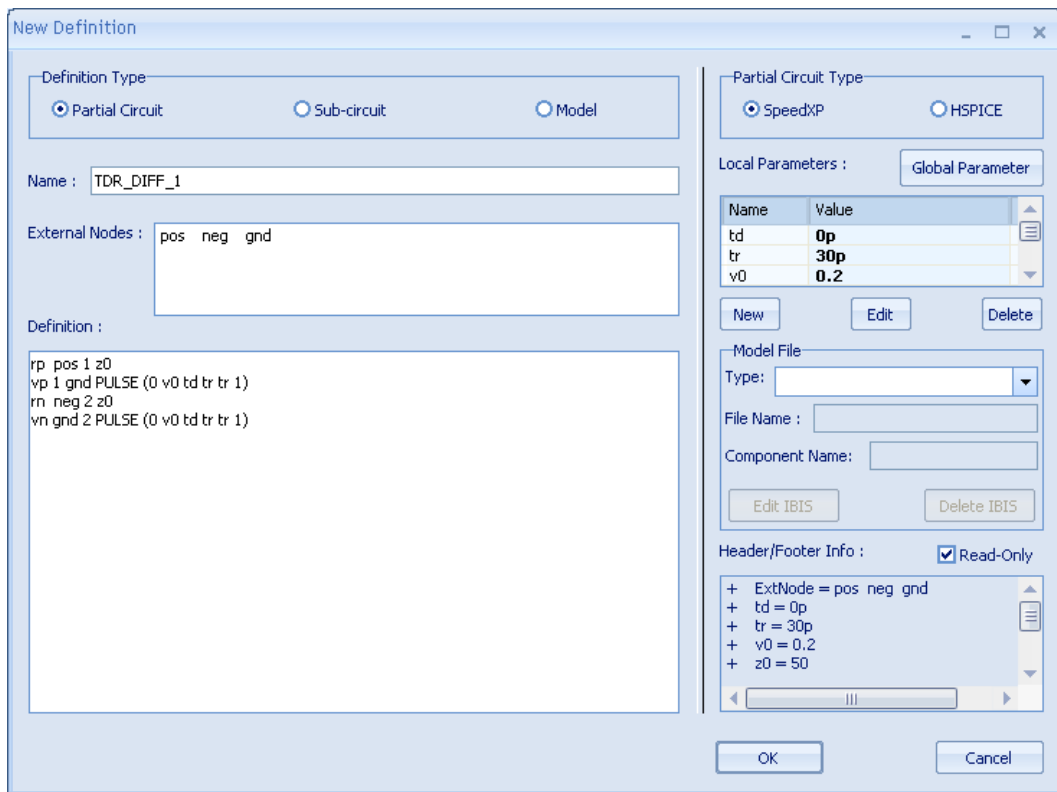 New Definition
Definition Type
Partial Circuit
Sub-circuit
Model
Name :
TDR_DIFF_1
External Nodes :
pos neg gnd
Definition :
rp pos 1 z0
vp 1 gnd PULSE (0 v0 td tr tr 1)
rn neg 2 z0
vn gnd 2 PULSE (0 v0 td tr tr 1)
Partial Circuit Type
SpeedXP
HSPICE
Local Parameters :
Global Parameter
Name Value
td 0p
tr 30p
v0 0.2
New
Edit
Delete
Model File
Type:
File Name :
Component Name:
Edit IBIS
Delete IBIS
Header/Footer Info :
Read-Only
+ ExtNode = pos neg gnd
+ td = 0p
+ tr = 30p
+ v0 = 0.2
+ z0 = 50
OK
Cancel